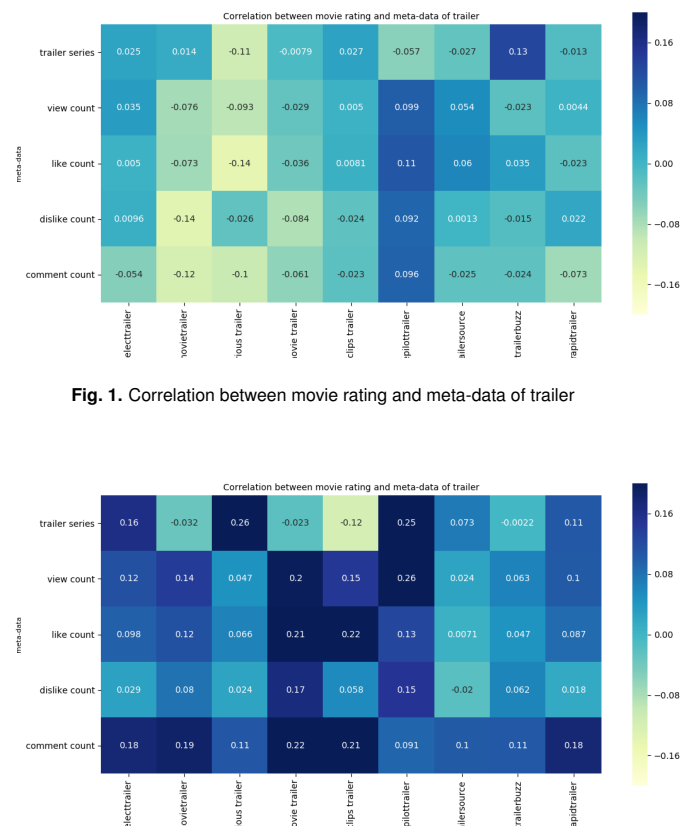 Correlation between movie rating and meta-data of trailer
trailer series 0.025 0.014 -0.11 -0.0079 0.027 -0.057 -0.027 0.13 -0.013
view count 0.035 -0.076 -0.093 -0.029 0.005 0.099 0.054 -0.023 0.0044
like count 0.005 -0.073 -0.14 -0.036 0.0081 0.11 0.06 0.035 -0.023
dislike count 0.0096 -0.14 -0.026 -0.084 -0.024 0.092 0.0013 -0.015 0.022
comment count -0.054 -0.12 -0.1 -0.061 -0.023 0.096 -0.025 -0.024 -0.073
meta-data
electtrailer
ovietrailer
ious trailer
ovie trailer
clips trailer
pilottrailer
ailersource
trailerbuzz
rapidtrailer
0.16
0.08
0.00
-0.08
-0.16
Fig. 1. Correlation between movie rating and meta-data of trailer
Correlation between movie rating and meta-data of trailer
trailer series 0.16 -0.032 0.26 -0.023 -0.12 0.25 0.073 -0.0022 0.11
view count 0.12 0.14 0.047 0.2 0.15 0.26 0.024 0.063 0.1
like count 0.098 0.12 0.066 0.21 0.22 0.13 0.0071 0.047 0.087
dislike count 0.029 0.08 0.024 0.17 0.058 0.15 -0.02 0.062 0.018
comment count 0.18 0.19 0.11 0.22 0.21 0.091 0.1 0.11 0.18
meta-data
electtrailer
ovietrailer
ous trailer
ovie trailer
clips trailer
pilottrailer
ailersource
trailerbuzz
apidtrailer
0.16
0.08
0.00
-0.08
-0.16